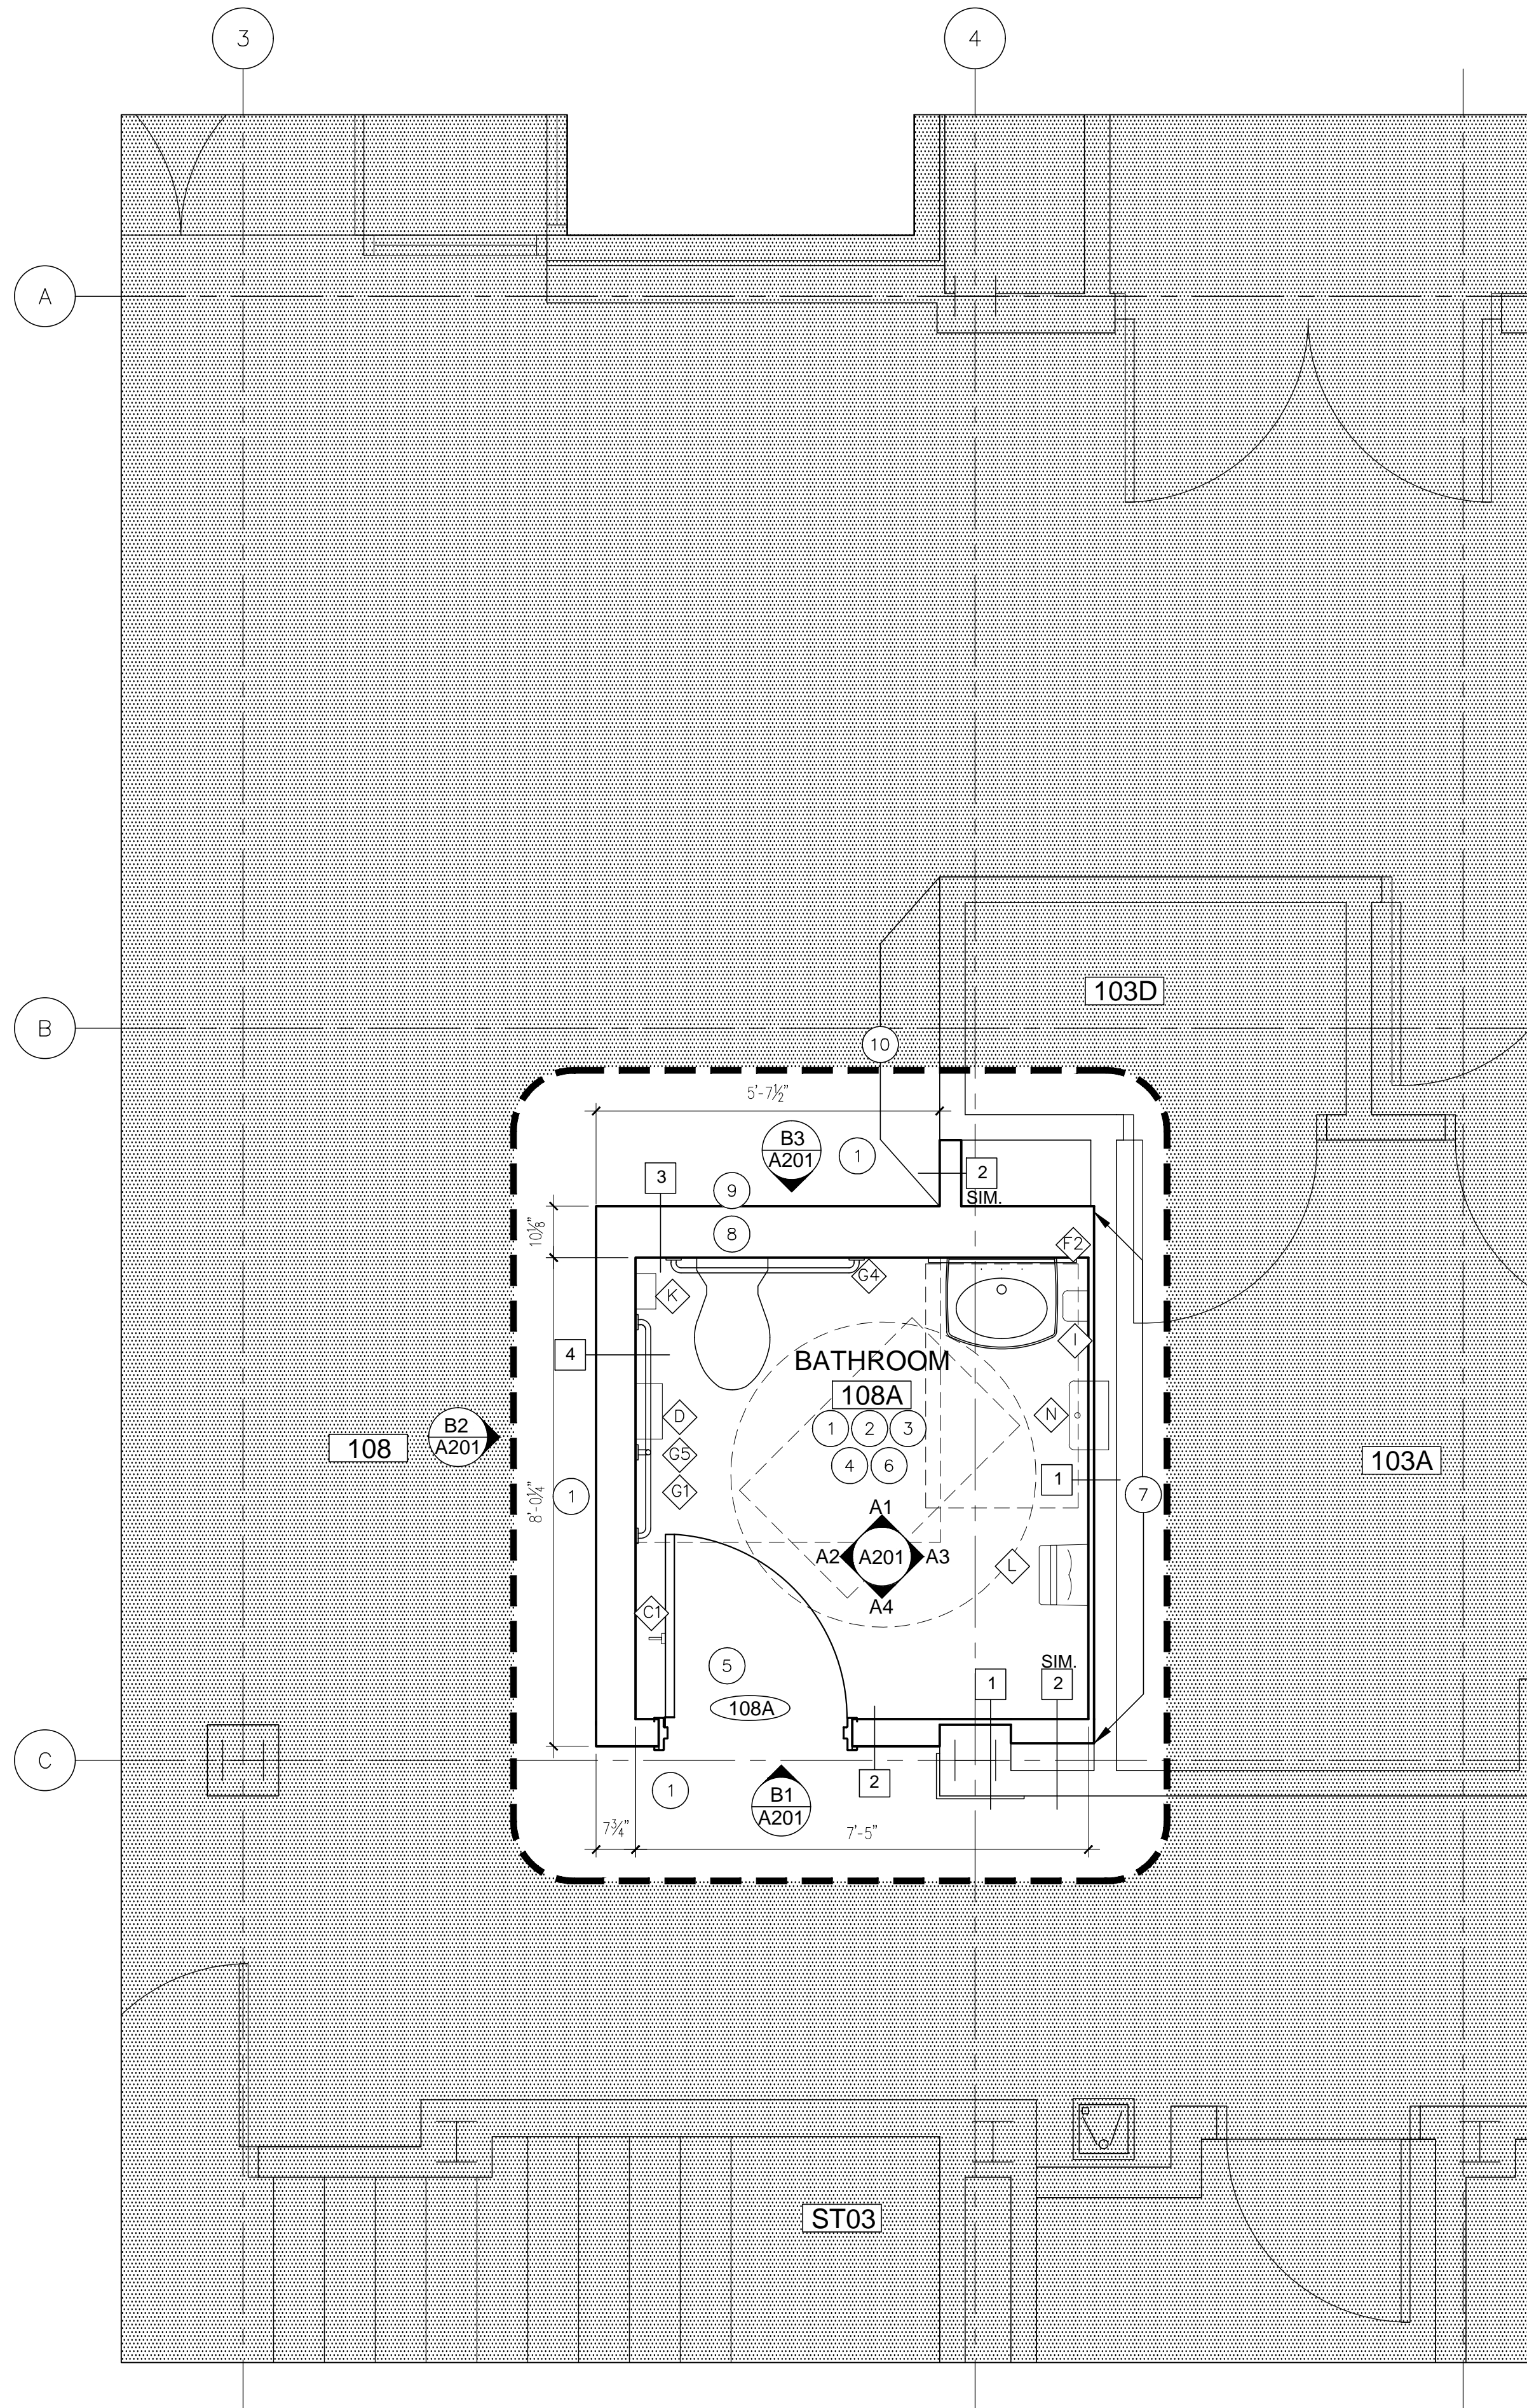 3
4
A
103D
B
10
5'-7½"
B3
A201
1
3
2
SIM.
9
8
10⅛"
F2
G4
K
4
I
BATHROOM
108A
D
N
1 2 3
B2
A201
108
G5
103A
4 6
1
G1
1
7
8'-0¼"
A1
A2 A201 A3
L
A4
C1
5
SIM.
1
2
108A
C
1
B1
A201
2
7¾"
7'-5"
ST03